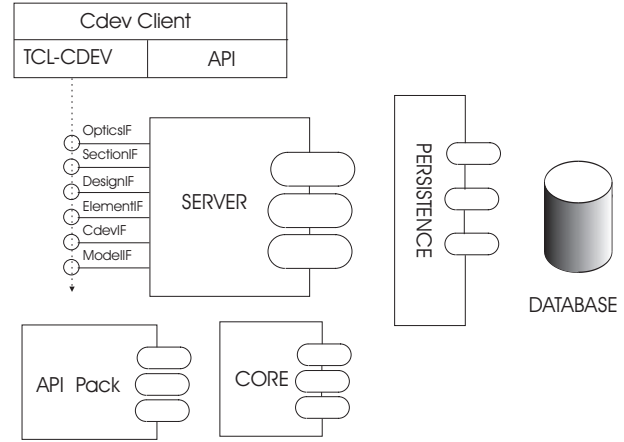 Cdev Client
TCL-CDEV
API
OpticsIF
SectionIF
DesignIF
ElementIF
CdevIF
ModelIF
SERVER
PERSISTENCE
DATABASE
API Pack
CORE